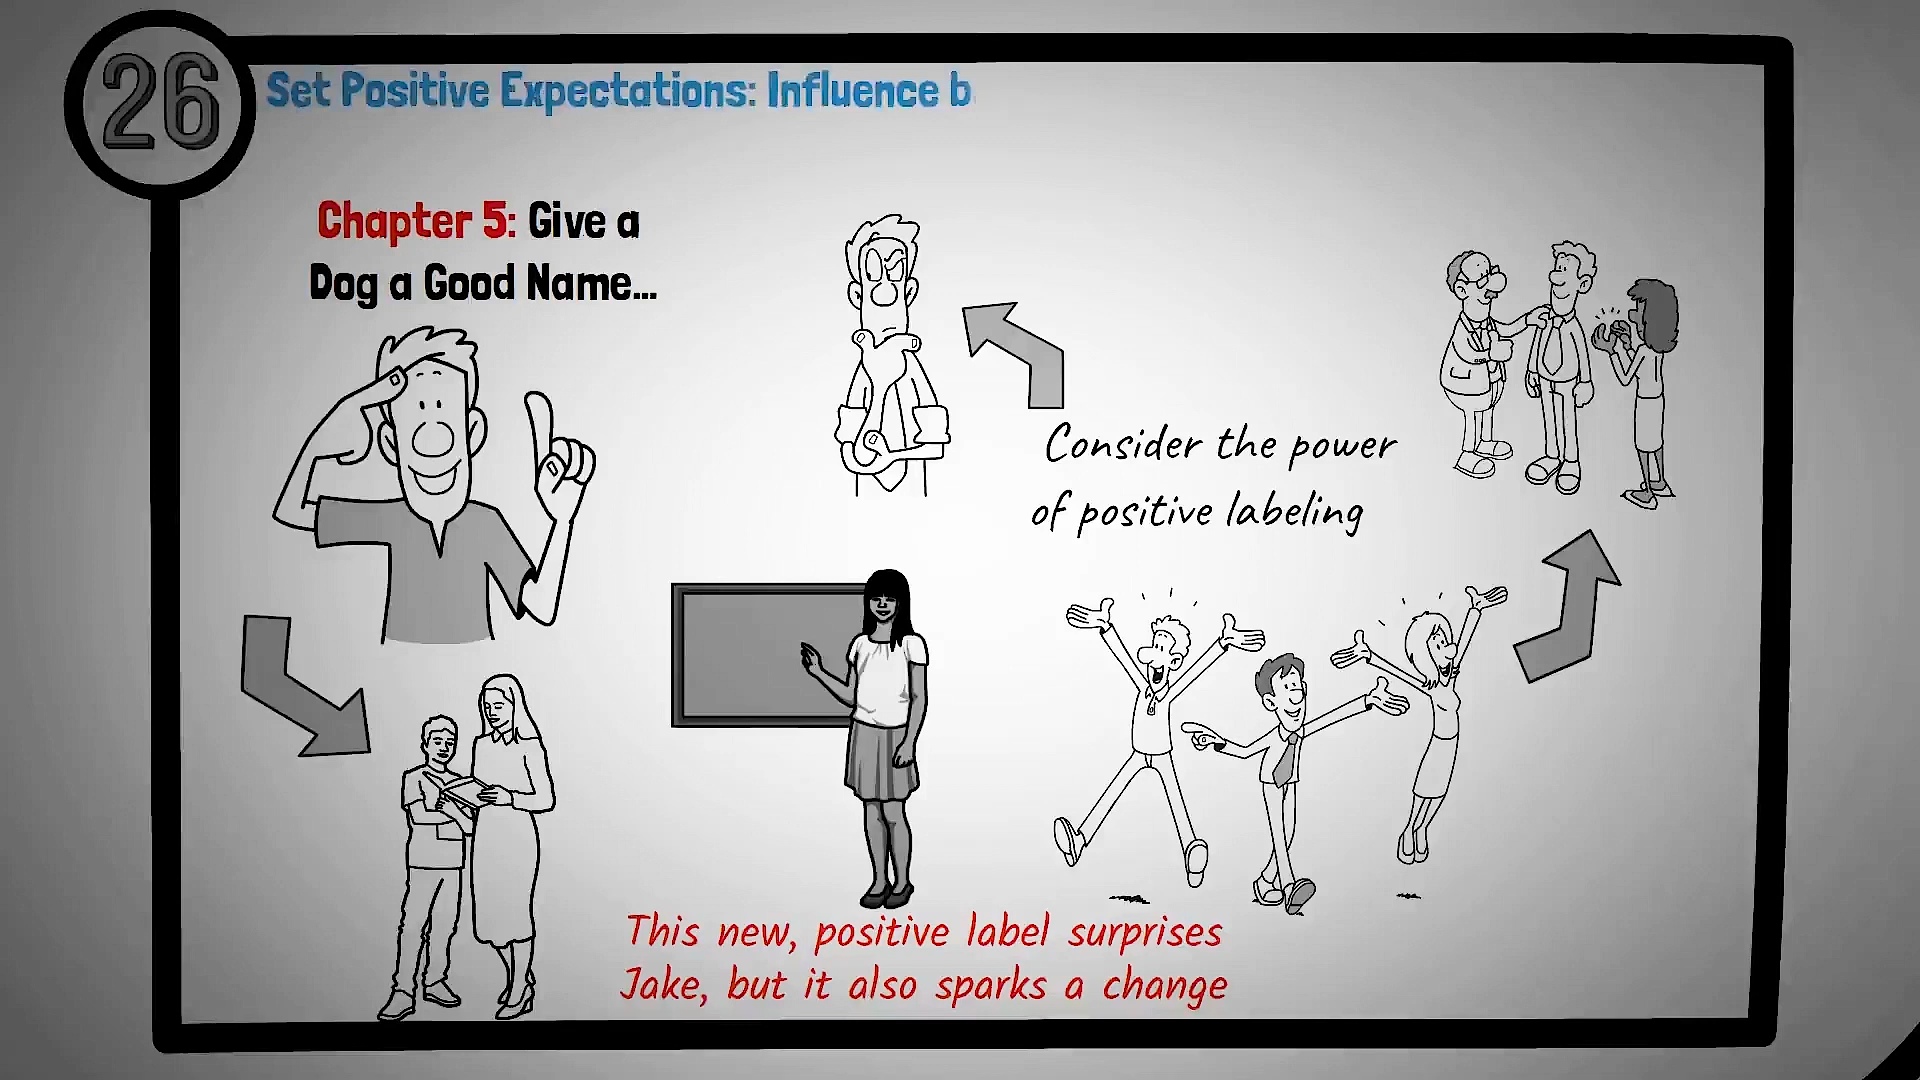 26
Set Positive Expectations: Influence b
Chapter 5: Give a
Dog a Good Name...
Consider the power
of positive labeling
This new, positive label surprises
Jake, but it also sparks a change